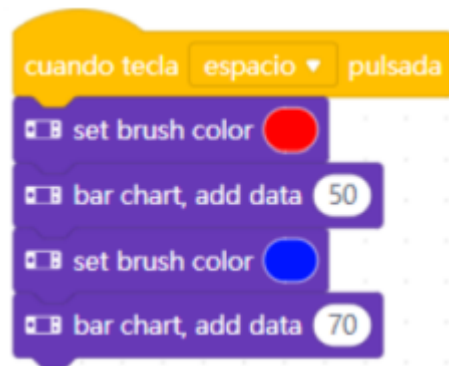 cuando tecla espacio pulsada
set brush color
bar chart, add data 50
set brush color
bar chart, add data 70